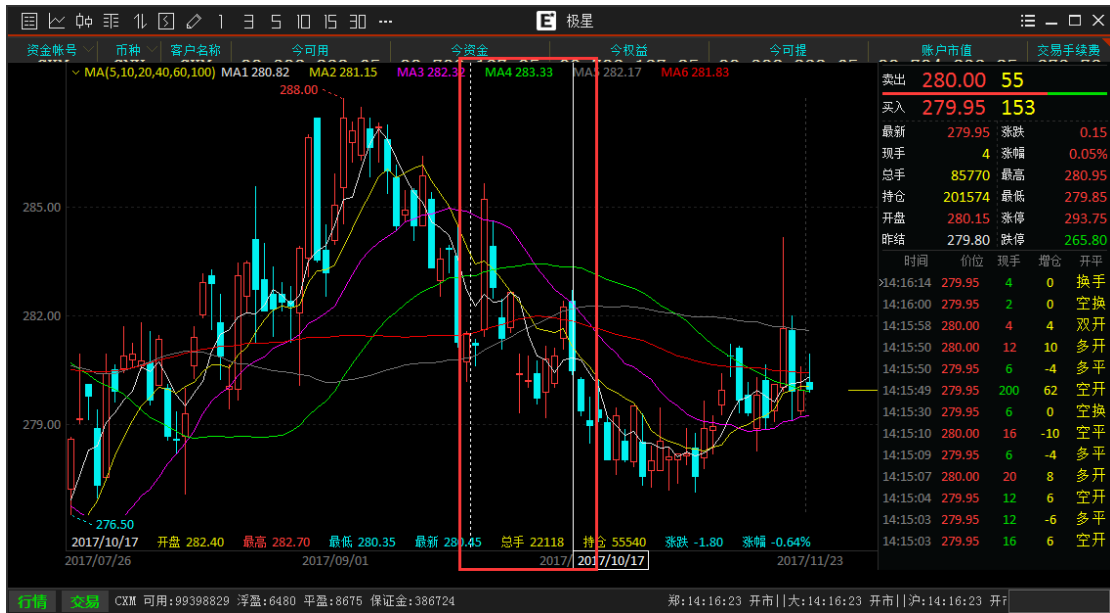 1 3 5 10 15 30 ··· E 极星
资金帐号 币种 客户名称 今可用 今资金 今权益 今可提 账户市值 交易手续费
MA(5,10,20,40,60,100) MA1 280.82 MA2 281.15 MA3 282.32 MA4 283.33 MA5 282.17 MA6 281.83
卖出 280.00 55
288.00
买入 279.95 153
最新 279.95 涨跌 0.15
现手 4 涨幅 0.05%
总手 85770 最高 280.95
持仓 201574 最低 279.85
285.00
开盘 280.15 涨停 293.75
昨结 279.80 跌停 265.80
时间 价位 现手 增仓 开平
14:16:14 279.95 4 0 换手
14:16:00 279.95 2 0 空换
282.00
14:15:58 280.00 4 4 双开
14:15:50 280.00 12 10 多开
14:15:50 279.95 6 -4 多平
14:15:49 279.95 200 62 空开
14:15:30 279.95 6 0 空换
279.00
14:15:10 280.00 16 -10 空平
14:15:09 279.95 6 -4 多平
14:15:07 280.00 20 8 多开
14:15:04 279.95 12 6 空开
276.50
14:15:03 279.95 12 -6 多平
2017/10/17 开盘 282.40 最高 282.70 最低 280.35 最新 280.45 总手 22118 持仓 55540 涨跌 -1.80 涨幅 -0.64%
14:15:03 279.95 16 6 空开
2017/07/26 2017/09/01 2017/ 2017/10/17 2017/11/23
行情 交易 CXM 可用:99398829 浮盈:6480 平盈:8675 保证金:386724 郑:14:16:23 开市||大:14:16:23 开市||沪:14:16:23 开